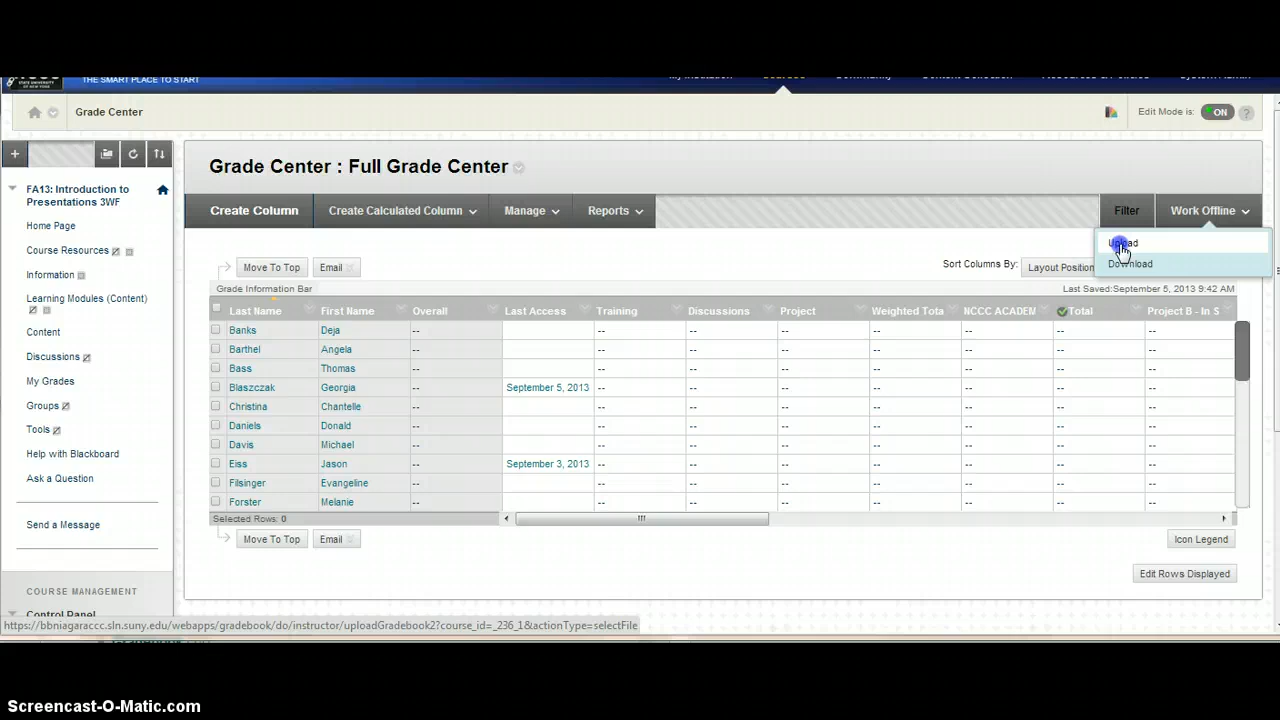 STATE UNIVERSITY
OF NEW YORK
THE SMART PLACE TO START
Grade Center
Edit Mode is: ON ?
FA13: Introduction to
Presentations 3WF
Home Page
Course Resources
Information
Learning Modules (Content)
Content
Discussions
My Grades
Groups
Tools
Help with Blackboard
Ask a Question
Send a Message
COURSE MANAGEMENT
Control Panel
Grade Center : Full Grade Center
Create Column Create Calculated Column Manage Reports Filter Work Offline
Upload
Download
Move To Top Email Sort Columns By: Layout Position
Grade Information Bar Last Saved:September 5, 2013 9:42 AM
Last Name First Name Overall Last Access Training Discussions Project Weighted Tota NCCC ACADEM Total Project B - In S
Banks Deja -- -- -- -- -- -- -- --
Barthel Angela -- -- -- -- -- -- -- --
Bass Thomas -- -- -- -- -- -- -- --
Blaszczak Georgia -- September 5, 2013 -- -- -- -- -- -- --
Christina Chantelle -- -- -- -- -- -- -- --
Daniels Donald -- -- -- -- -- -- -- --
Davis Michael -- -- -- -- -- -- -- --
Eiss Jason -- September 3, 2013 -- -- -- -- -- -- --
Filsinger Evangeline -- -- -- -- -- -- -- --
Forster Melanie -- -- -- -- -- -- -- --
Selected Rows: 0
Move To Top Email Icon Legend
Edit Rows Displayed
https://bbniagaraccc.sln.suny.edu/webapps/gradebook/do/instructor/uploadGradebook2?course_id=_236_1&actionType=selectFile
Screencast-O-Matic.com